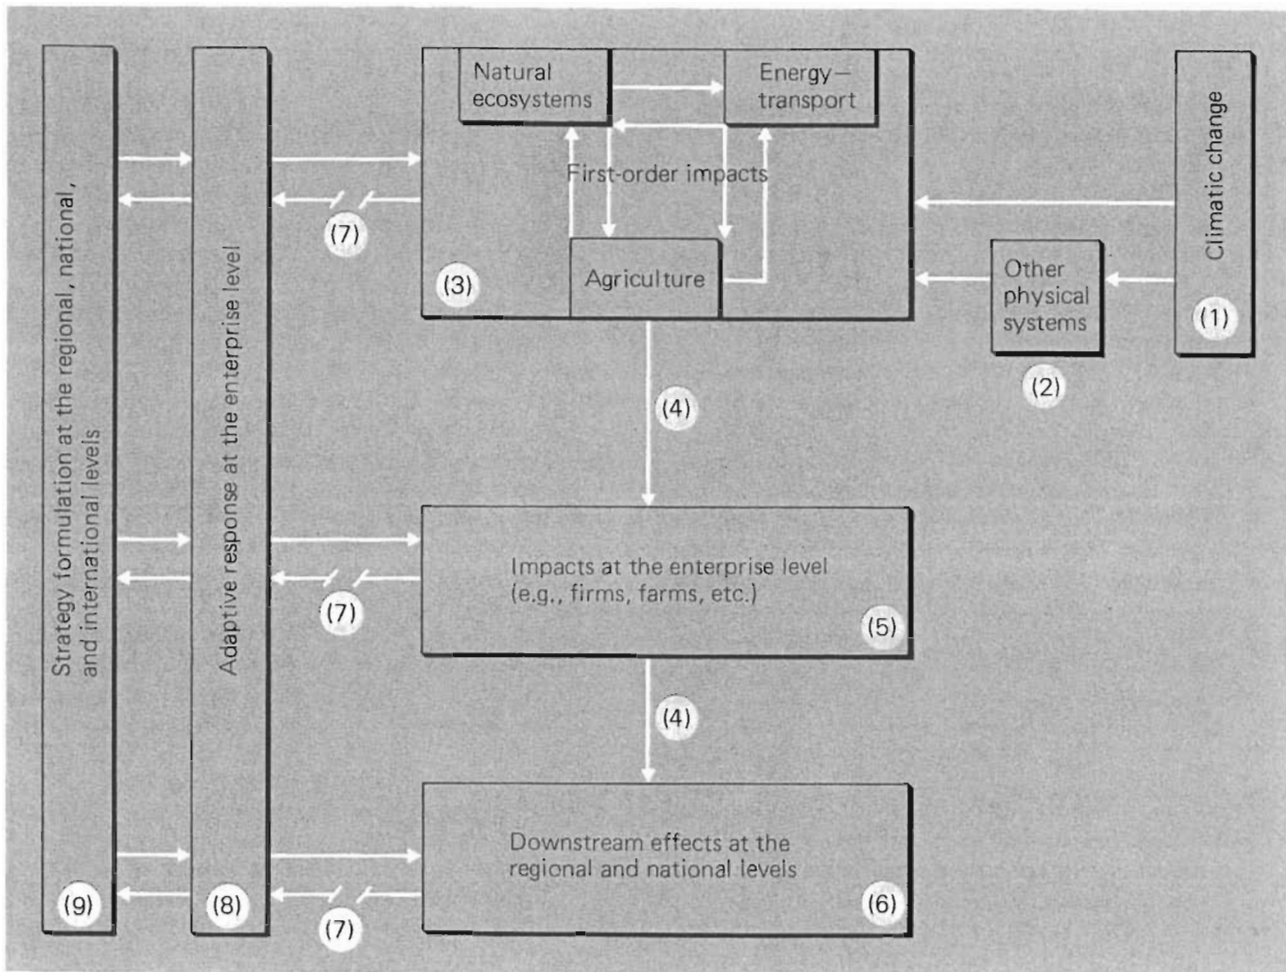 Natural
ecosystems
Energy–
transport
First-order impacts
Agriculture
(3)
Climatic change
(1)
Other
physical
systems
(2)
(4)
Impacts at the enterprise level
(e.g., firms, farms, etc.)
(5)
(4)
Downstream effects at the
regional and national levels
(6)
(7)
(7)
(7)
Adaptive response at the enterprise level
(8)
Strategy formulation at the regional, national,
and international levels
(9)